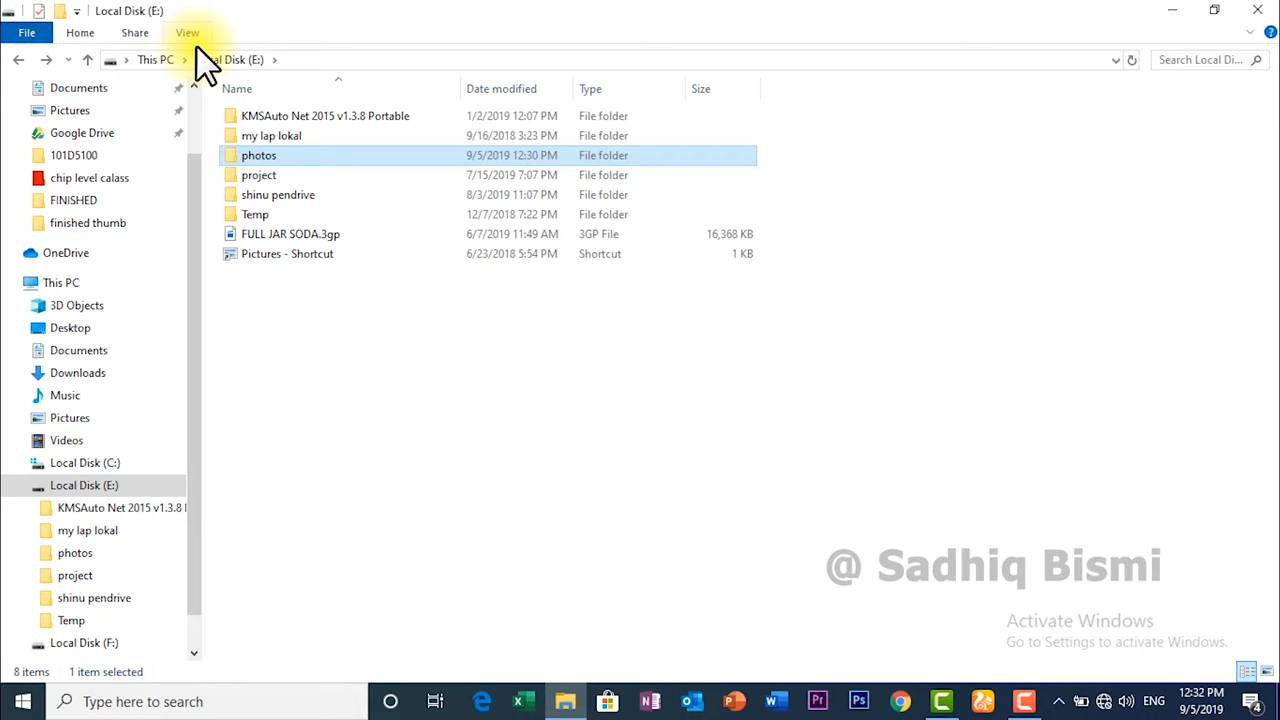 Local Disk (E:)
File Home Share View
This PC > al Disk (E:) >
Search Local Di...
Name Date modified Type Size
KMSAuto Net 2015 v1.3.8 Portable 1/2/2019 12:07 PM File folder
my lap lokal 9/16/2018 3:23 PM File folder
photos 9/5/2019 12:30 PM File folder
project 7/15/2019 7:07 PM File folder
shinu pendrive 8/3/2019 11:07 PM File folder
Temp 12/7/2018 7:22 PM File folder
FULL JAR SODA.3gp 6/7/2019 11:49 AM 3GP File 16,368 KB
Pictures - Shortcut 6/23/2018 5:54 PM Shortcut 1 KB
Documents
Pictures
Google Drive
101D5100
chip level calass
FINISHED
finished thumb
OneDrive
This PC
3D Objects
Desktop
Documents
Downloads
Music
Pictures
Videos
Local Disk (C:)
Local Disk (E:)
KMSAuto Net 2015 v1.3.8
my lap lokal
photos
project
shinu pendrive
Temp
Local Disk (F:)
@ Sadhiq Bismi
Activate Windows
Go to Settings to activate Windows.
8 items 1 item selected
Type here to search
ENG
12:32 PM
9/5/2019
4